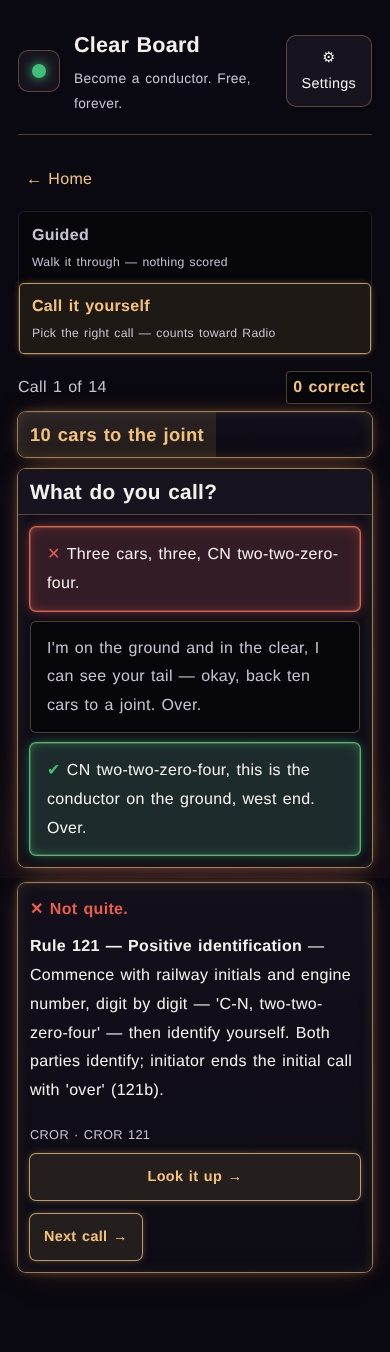 Clear Board
Become a conductor. Free,
forever.
⚙
Settings
← Home
Guided
Walk it through — nothing scored
Call it yourself
Pick the right call — counts toward Radio
Call 1 of 14
0 correct
10 cars to the joint
What do you call?
✕ Three cars, three, CN two-two-zero-
four.
I'm on the ground and in the clear, I
can see your tail — okay, back ten
cars to a joint. Over.
✔ CN two-two-zero-four, this is the
conductor on the ground, west end.
Over.
✕ Not quite.
Rule 121 — Positive identification —
Commence with railway initials and engine
number, digit by digit — 'C-N, two-two-
zero-four' — then identify yourself. Both
parties identify; initiator ends the initial call
with 'over' (121b).
CROR · CROR 121
Look it up →
Next call →